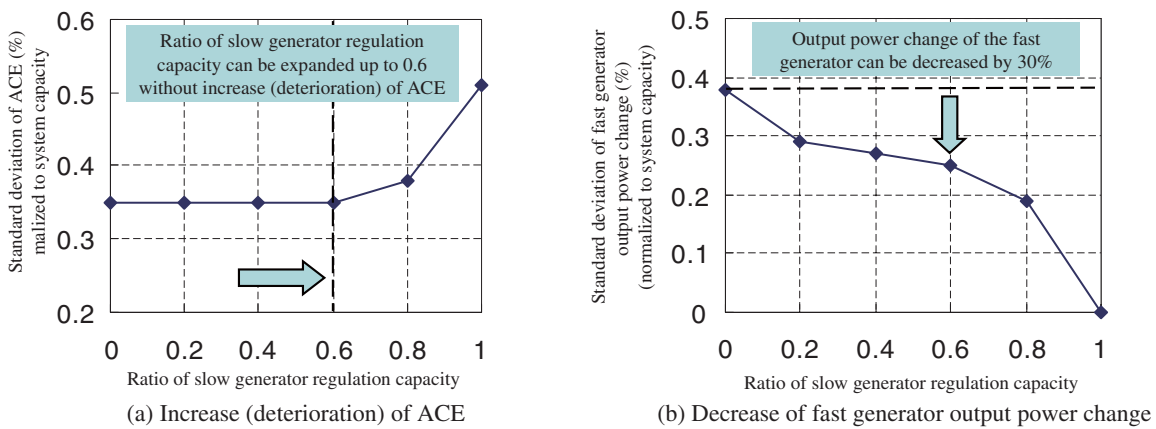 0.6
0.5
0.4
0.3
0.2
Standard deviation of ACE (%)
malized to system capacity
Ratio of slow generator regulation
capacity can be expanded up to 0.6
without increase (deterioration) of ACE
0 0.2 0.4 0.6 0.8 1
Ratio of slow generator regulation capacity
(a) Increase (deterioration) of ACE
0.5
0.4
0.3
0.2
0.1
0
Standard deviation of fast generator
output power change (%)
(normalized to system capacity)
Output power change of the fast
generator can be decreased by 30%
0 0.2 0.4 0.6 0.8 1
Ratio of slow generator regulation capacity
(b) Decrease of fast generator output power change